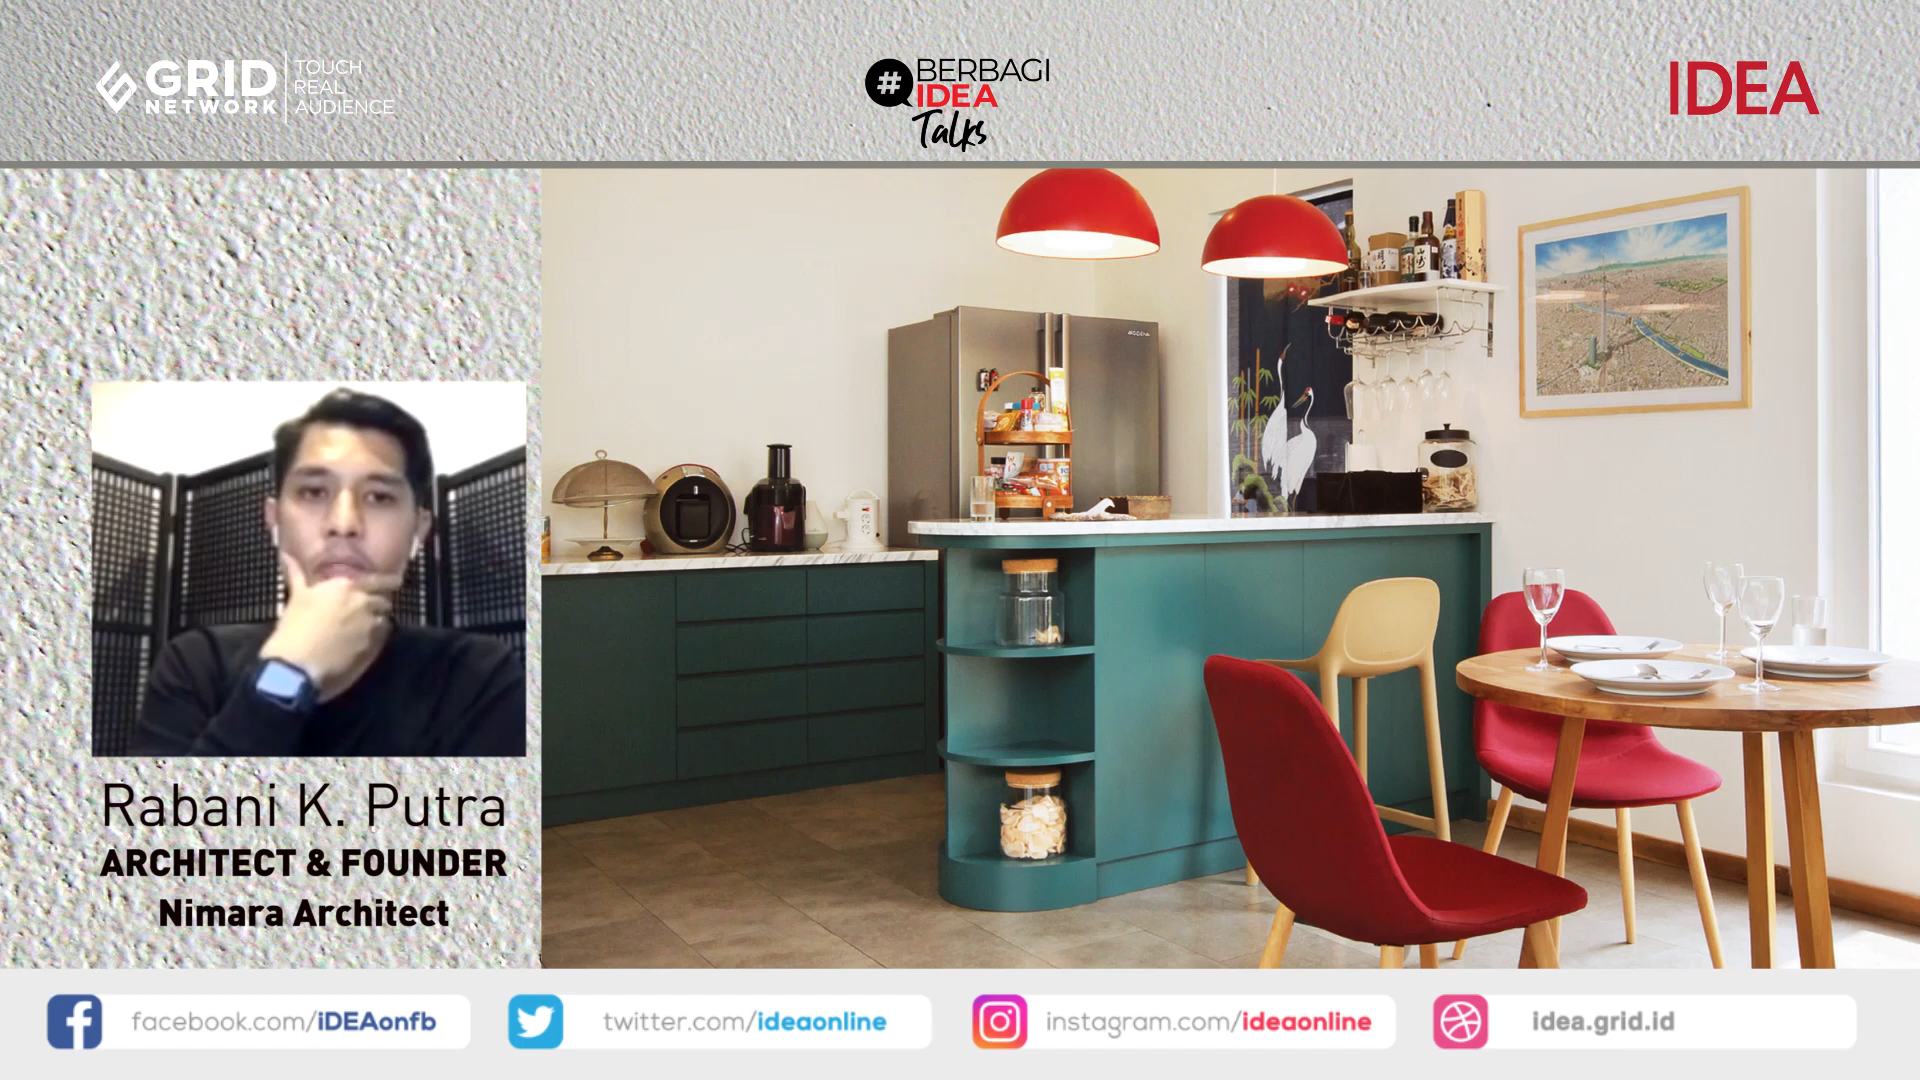 GRID
NETWORK
TOUCH
REAL
AUDIENCE
#BERBAGI
IDEA
Talks
IDEA
Rabani K. Putra
ARCHITECT & FOUNDER
Nimara Architect
facebook.com/iDEAonfb
twitter.com/ideaonline
instagram.com/ideaonline
idea.grid.id